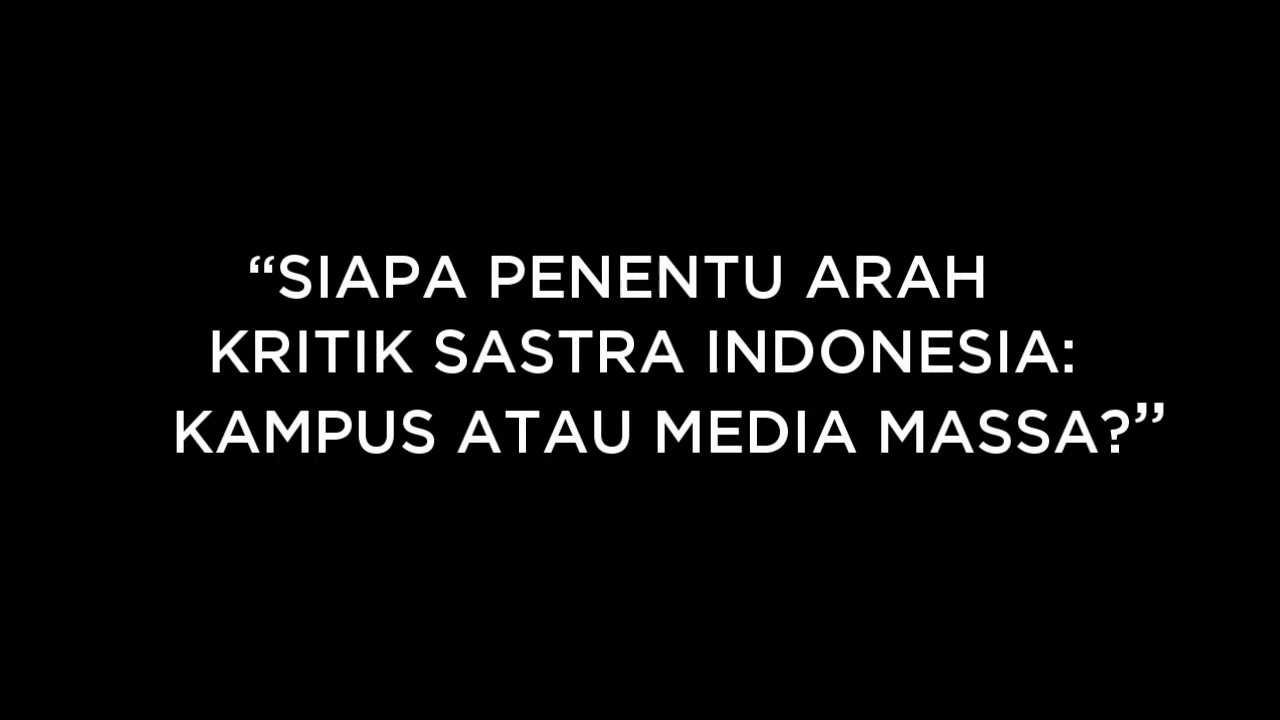 “SIAPA PENENTU ARAH
KRITIK SASTRA INDONESIA:
KAMPUS ATAU MEDIA MASSA?”